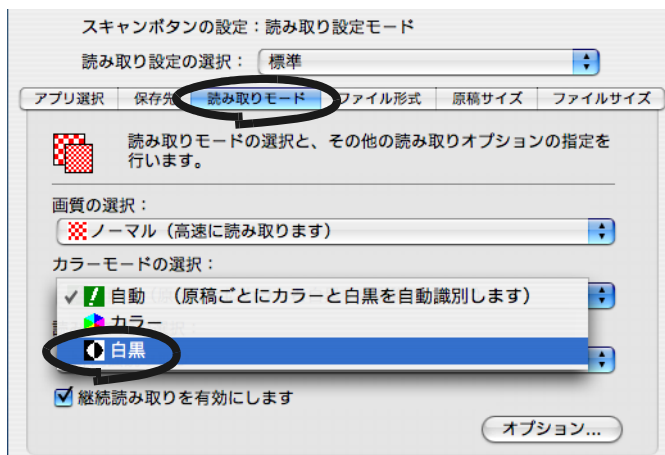 スキャンボタンの設定：読み取り設定モード
読み取り設定の選択： 標準
アプリ選択 保存先 読み取りモード ファイル形式 原稿サイズ ファイルサイズ
読み取りモードの選択と、その他の読み取りオプションの指定を
行います。
画質の選択：
ノーマル（高速に読み取ります）
カラーモードの選択：
✓ 自動 （原稿ごとにカラーと白黒を自動識別します）
カラー
白黒
継続読み取りを有効にします
オプション...